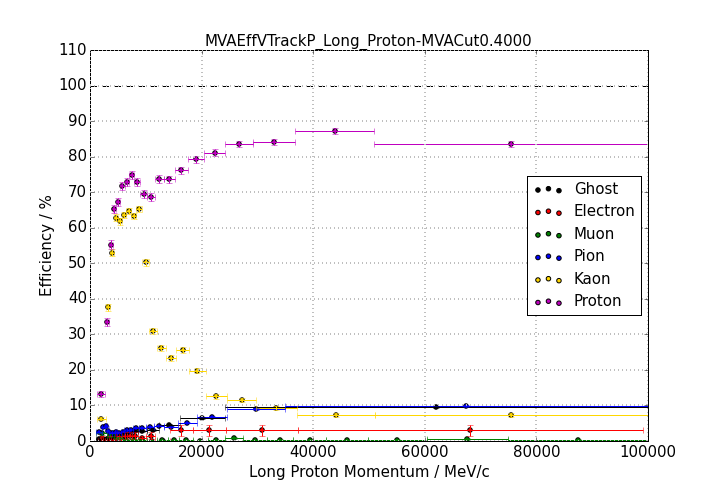 MVAEffVTrackP_Long_Proton-MVACut0.4000
110
100
90
80
70
60
50
40
30
20
10
0
Efficiency / %
Ghost
Electron
Muon
Pion
Kaon
Proton
0 20000 40000 60000 80000 100000
Long Proton Momentum / MeV/c